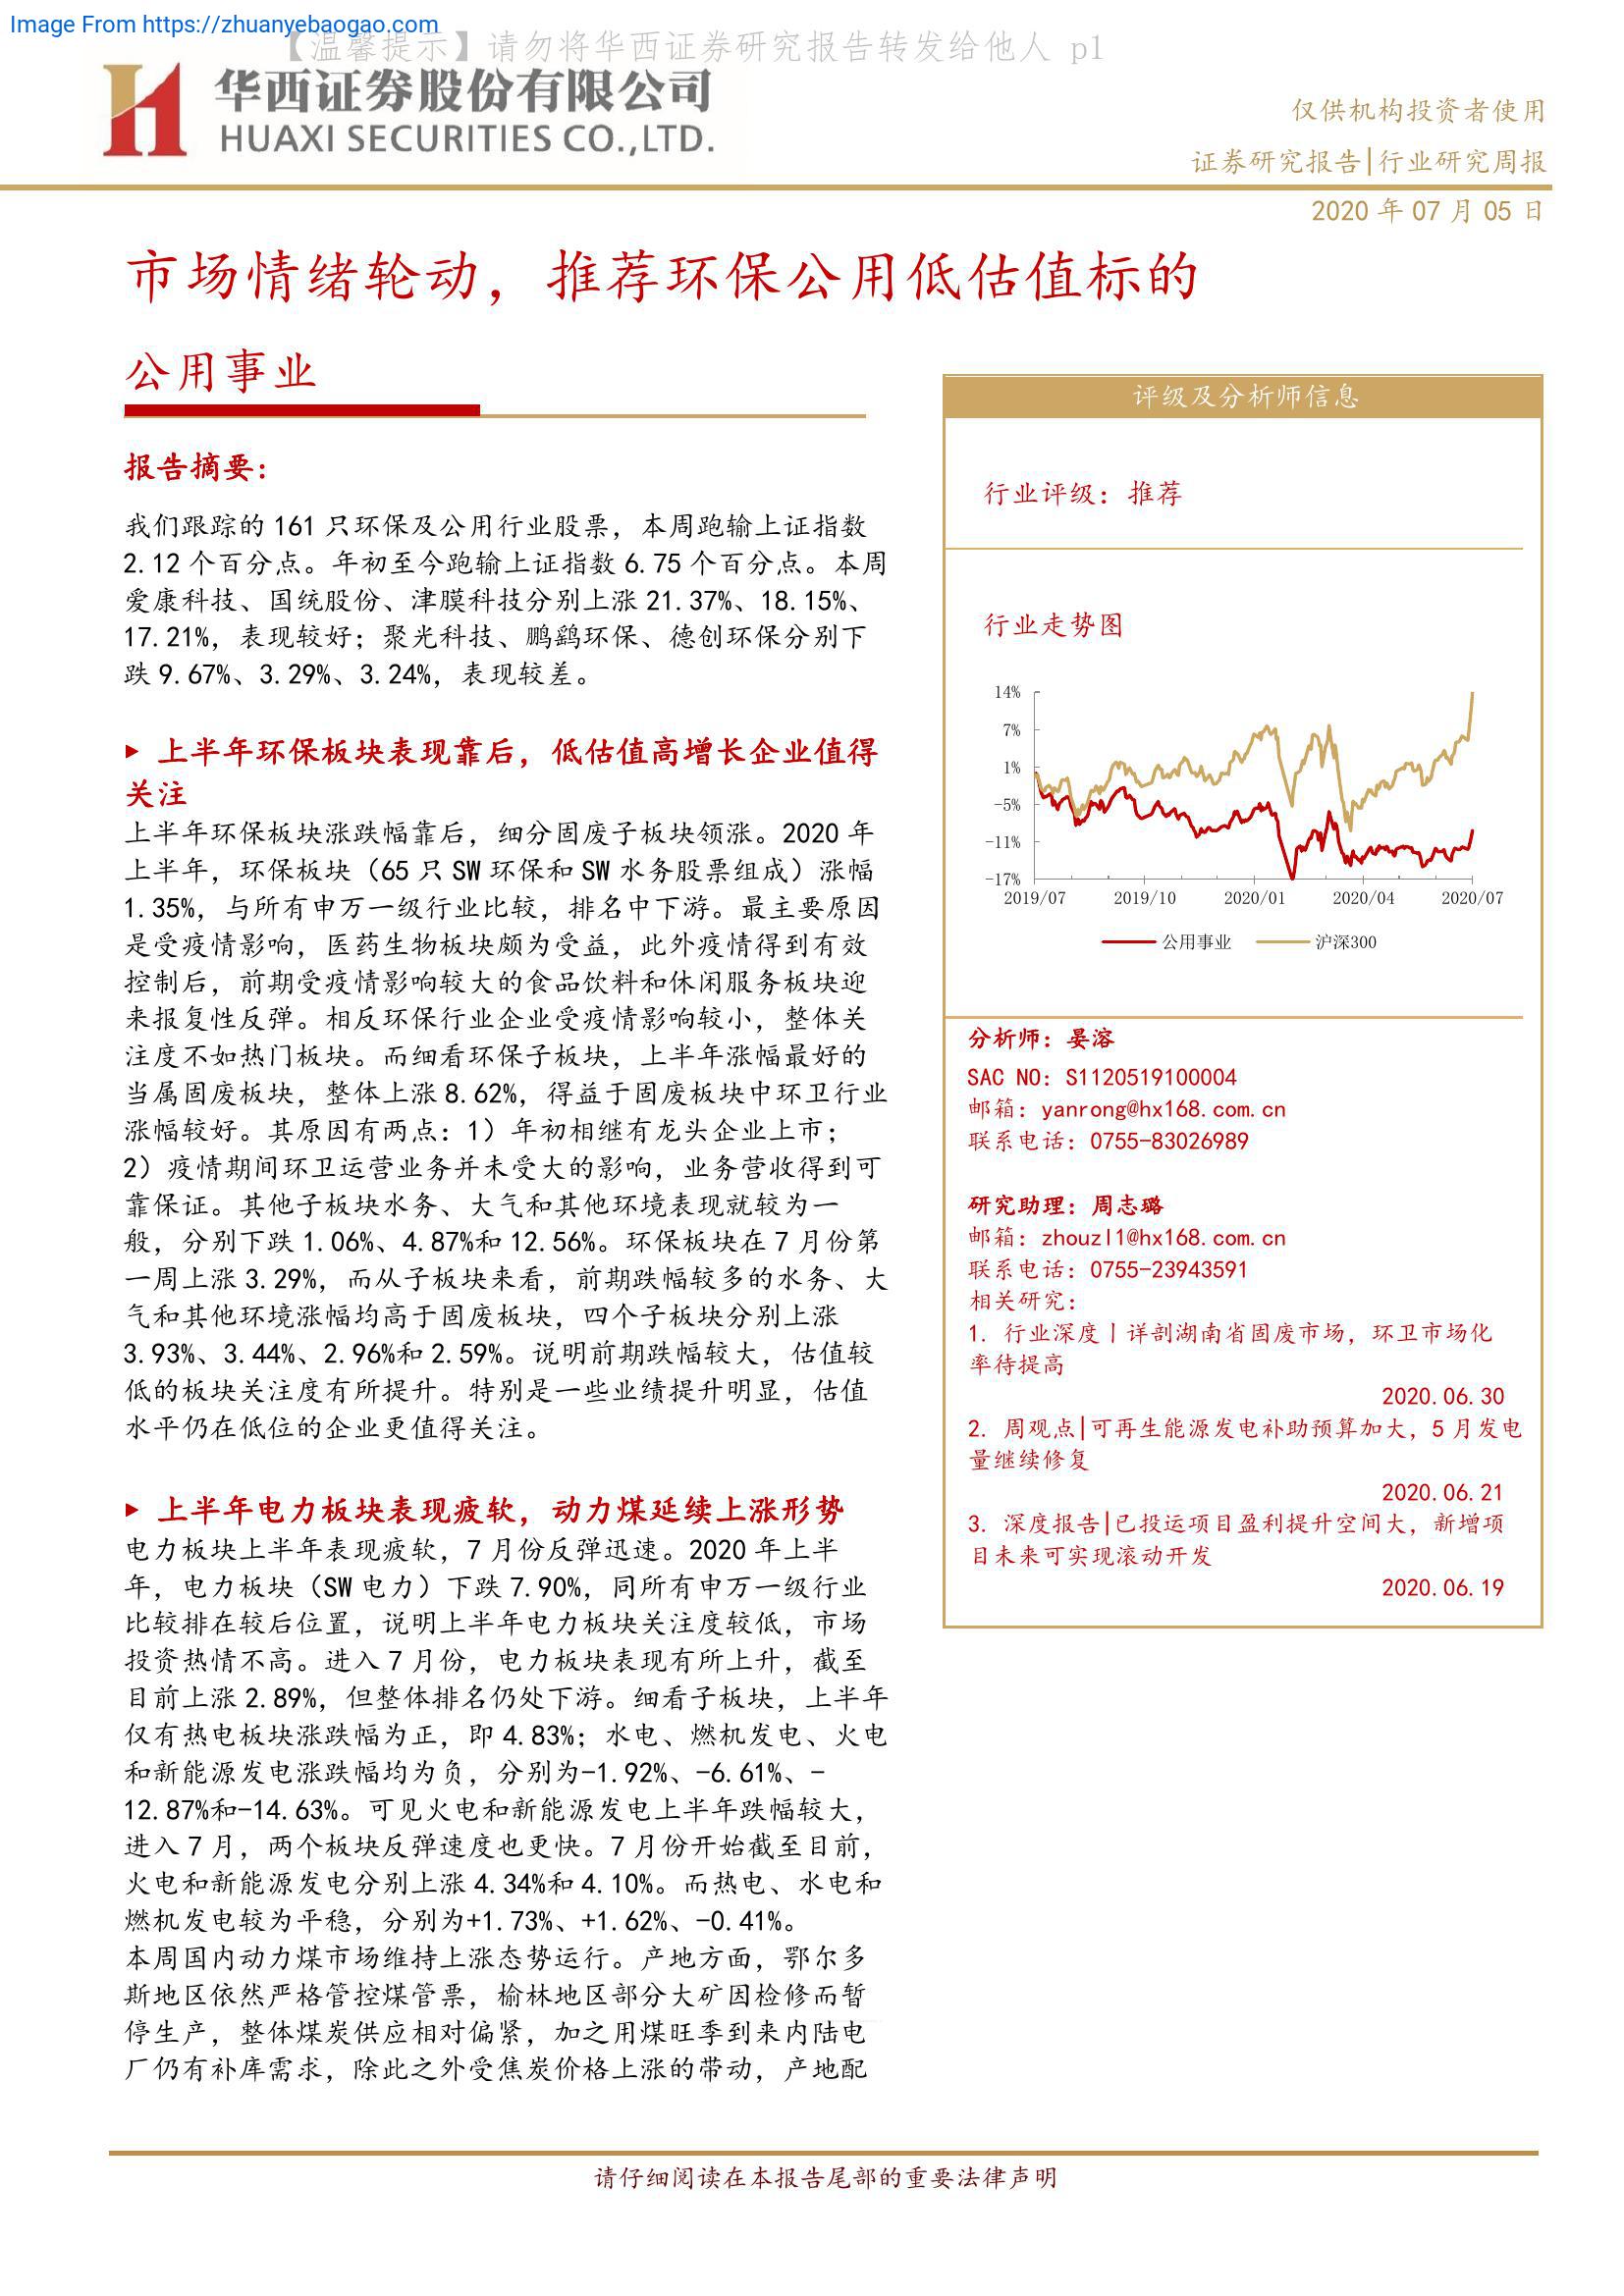 Image From https://zhuanyebaogao.com
【温馨提示】请勿将华西证券研究报告转发给他人 p1
华西证券股份有限公司
HUAXI SECURITIES CO.,LTD.
仅供机构投资者使用
证券研究报告|行业研究周报
2020 年 07 月 05 日
市场情绪轮动，推荐环保公用低估值标的
公用事业
报告摘要：
我们跟踪的 161 只环保及公用行业股票，本周跑输上证指数
2.12 个百分点。年初至今跑输上证指数 6.75 个百分点。本周
爱康科技、国统股份、津膜科技分别上涨 21.37%、18.15%、
17.21%，表现较好；聚光科技、鹏鹞环保、德创环保分别下
跌 9.67%、3.29%、3.24%，表现较差。
► 上半年环保板块表现靠后，低估值高增长企业值得
关注
上半年环保板块涨跌幅靠后，细分固废子板块领涨。2020 年
上半年，环保板块（65 只 SW 环保和 SW 水务股票组成）涨幅
1.35%，与所有申万一级行业比较，排名中下游。最主要原因
是受疫情影响，医药生物板块颇为受益，此外疫情得到有效
控制后，前期受疫情影响较大的食品饮料和休闲服务板块迎
来报复性反弹。相反环保行业企业受疫情影响较小，整体关
注度不如热门板块。而细看环保子板块，上半年涨幅最好的
当属固废板块，整体上涨 8.62%，得益于固废板块中环卫行业
涨幅较好。其原因有两点：1）年初相继有龙头企业上市；
2）疫情期间环卫运营业务并未受大的影响，业务营收得到可
靠保证。其他子板块水务、大气和其他环境表现就较为一
般，分别下跌 1.06%、4.87%和 12.56%。环保板块在 7 月份第
一周上涨 3.29%，而从子板块来看，前期跌幅较多的水务、大
气和其他环境涨幅均高于固废板块，四个子板块分别上涨
3.93%、3.44%、2.96%和 2.59%。说明前期跌幅较大，估值较
低的板块关注度有所提升。特别是一些业绩提升明显，估值
水平仍在低位的企业更值得关注。
► 上半年电力板块表现疲软，动力煤延续上涨形势
电力板块上半年表现疲软，7 月份反弹迅速。2020 年上半
年，电力板块（SW 电力）下跌 7.90%，同所有申万一级行业
比较排在较后位置，说明上半年电力板块关注度较低，市场
投资热情不高。进入 7 月份，电力板块表现有所上升，截至
目前上涨 2.89%，但整体排名仍处下游。细看子板块，上半年
仅有热电板块涨跌幅为正，即 4.83%；水电、燃机发电、火电
和新能源发电涨跌幅均为负，分别为-1.92%、-6.61%、-
12.87%和-14.63%。可见火电和新能源发电上半年跌幅较大，
进入 7 月，两个板块反弹速度也更快。7 月份开始截至目前，
火电和新能源发电分别上涨 4.34%和 4.10%。而热电、水电和
燃机发电较为平稳，分别为+1.73%、+1.62%、-0.41%。
本周国内动力煤市场维持上涨态势运行。产地方面，鄂尔多
斯地区依然严格管控煤管票，榆林地区部分大矿因检修而暂
停生产，整体煤炭供应相对偏紧，加之用煤旺季到来内陆电
厂仍有补库需求，除此之外受焦炭价格上涨的带动，产地配
评级及分析师信息
行业评级：推荐
行业走势图
14%
7%
1%
-5%
-11%
-17%
2019/07 2019/10 2020/01 2020/04 2020/07
公用事业 沪深300
分析师：晏溶
SAC NO：S1120519100004
邮箱：yanrong@hx168.com.cn
联系电话：0755-83026989
研究助理：周志璐
邮箱：zhouzl1@hx168.com.cn
联系电话：0755-23943591
相关研究：
1. 行业深度丨详剖湖南省固废市场，环卫市场化
率待提高
2020.06.30
2. 周观点|可再生能源发电补助预算加大，5 月发电
量继续修复
2020.06.21
3. 深度报告|已投运项目盈利提升空间大，新增项
目未来可实现滚动开发
2020.06.19
请仔细阅读在本报告尾部的重要法律声明